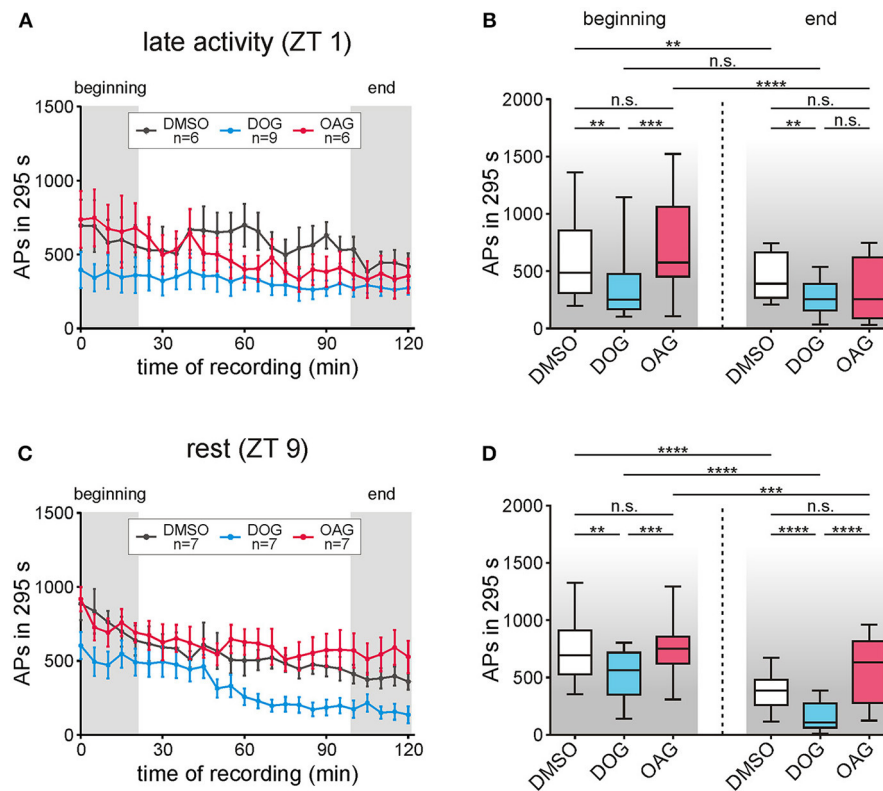 A
late activity (ZT 1)
beginning
end
1500
1000
500
0
APs in 295 s
DMSO DOG OAG
n=6 n=9 n=6
0 30 60 90 120
time of recording (min)
B
beginning end
**
n.s.
****
n.s. n.s.
** *** ** n.s.
2000
1500
1000
500
0
APs in 295 s
DMSO DOG OAG DMSO DOG OAG
C
rest (ZT 9)
beginning
end
1500
1000
500
0
APs in 295 s
DMSO DOG OAG
n=7 n=7 n=7
0 30 60 90 120
time of recording (min)
D
****
****
***
n.s. n.s.
** *** **** ****
2000
1500
1000
500
0
APs in 295 s
DMSO DOG OAG DMSO DOG OAG